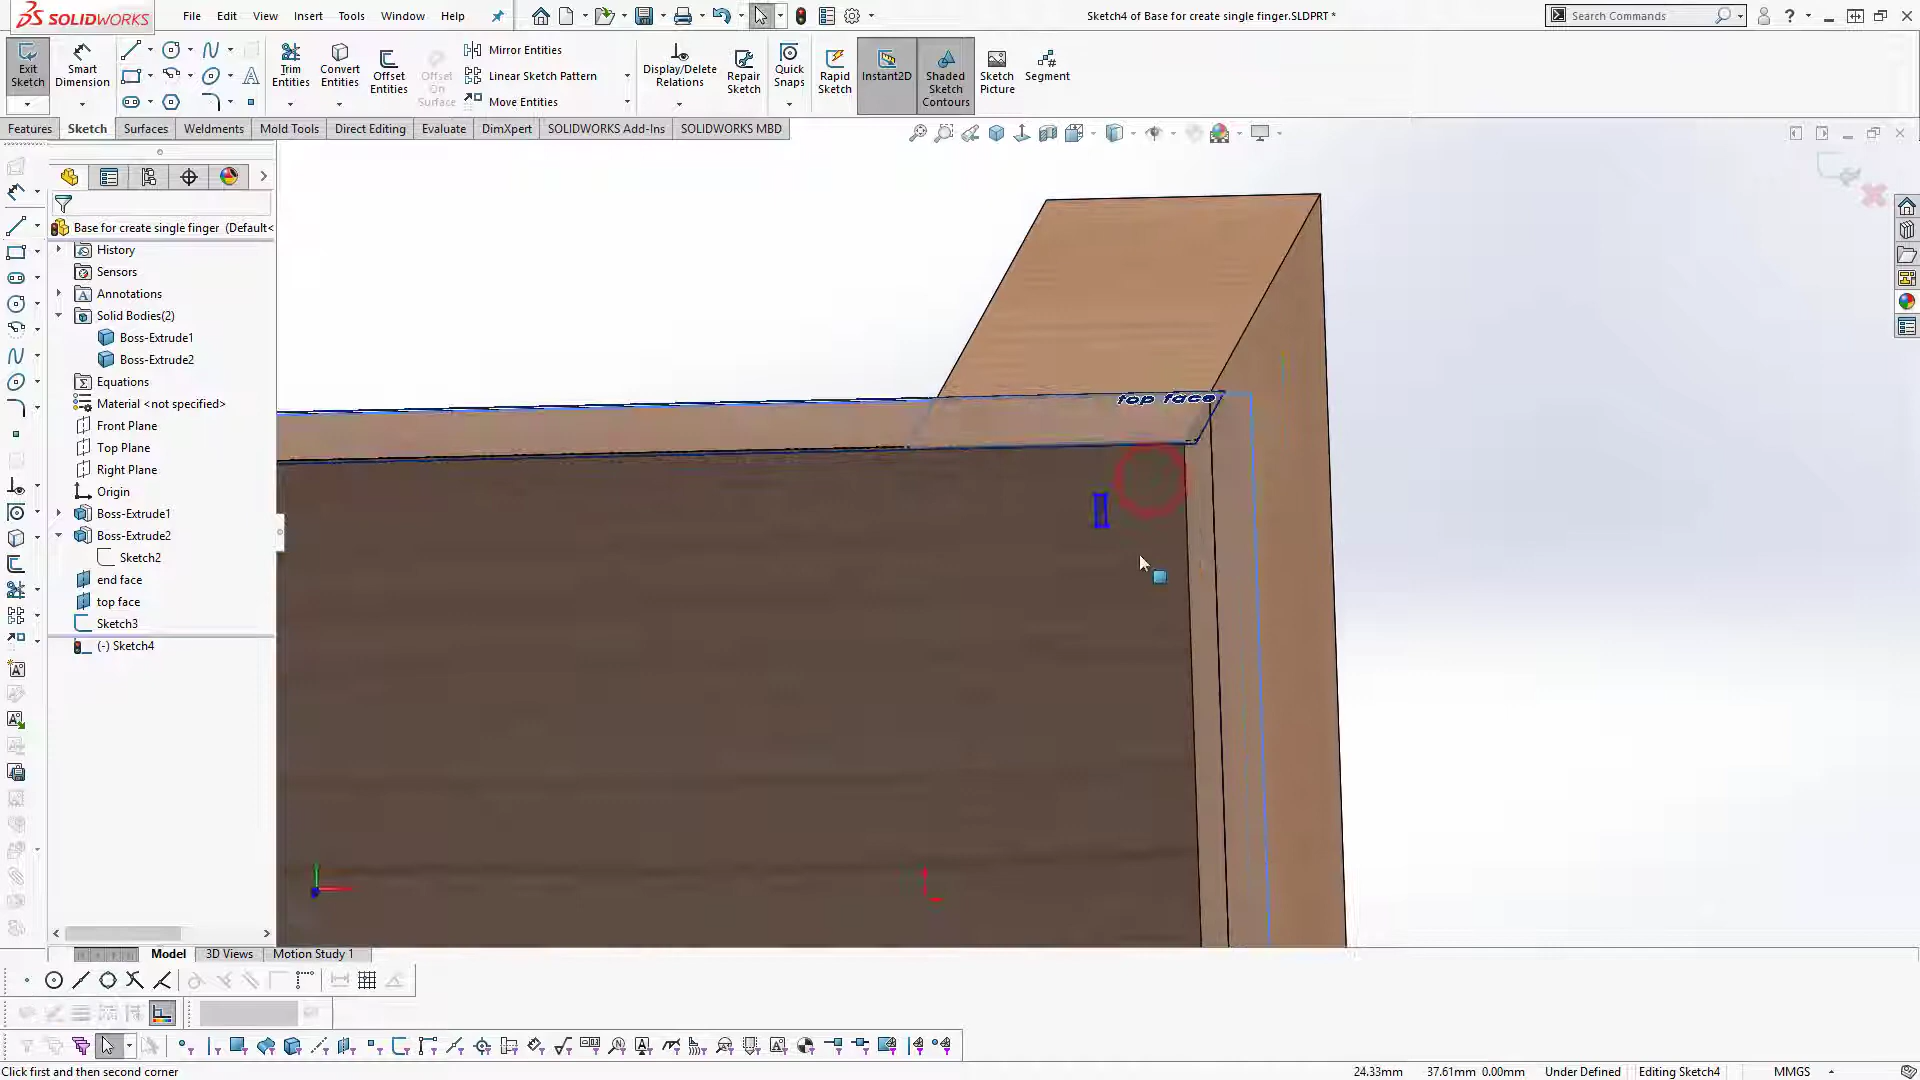 SOLIDWORKS
File Edit View Insert Tools Window Help
Sketch4 of Base for create single finger.SLDPRT *
Search Commands
Exit Sketch
Smart Dimension
Trim Entities
Convert Entities
Offset Entities
Offset On Surface
Mirror Entities
Linear Sketch Pattern
Move Entities
Display/Delete Relations
Repair Sketch
Quick Snaps
Rapid Sketch
Instant2D
Shaded Sketch Contours
Sketch Picture
Segment
Features Sketch Surfaces Weldments Mold Tools Direct Editing Evaluate DimXpert SOLIDWORKS Add-Ins SOLIDWORKS MBD
Base for create single finger (Default<
History
Sensors
Annotations
Solid Bodies(2)
Boss-Extrude1
Boss-Extrude2
Equations
Material <not specified>
Front Plane
Top Plane
Right Plane
Origin
Boss-Extrude1
Boss-Extrude2
Sketch2
end face
top face
Sketch3
(-) Sketch4
top face
Model 3D Views Motion Study 1
Click first and then second corner
24.33mm 37.61mm 0.00mm Under Defined Editing Sketch4 MMGS